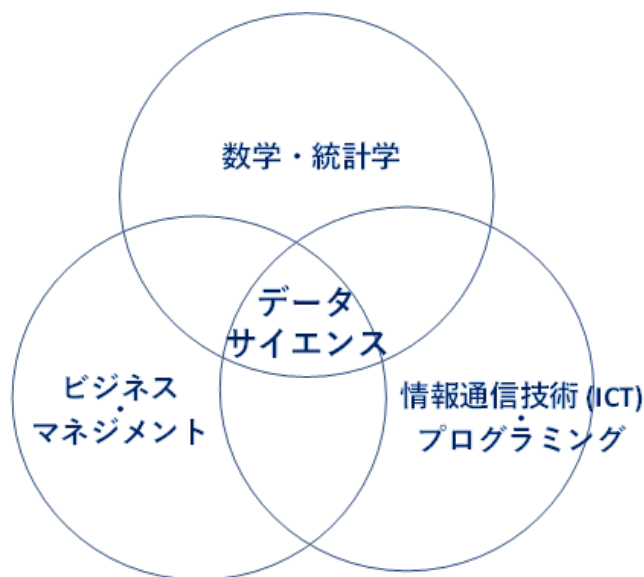 数学・統計学
データ
サイエンス
ビジネス
・
マネジメント
情報通信技術 (ICT)
・
プログラミング